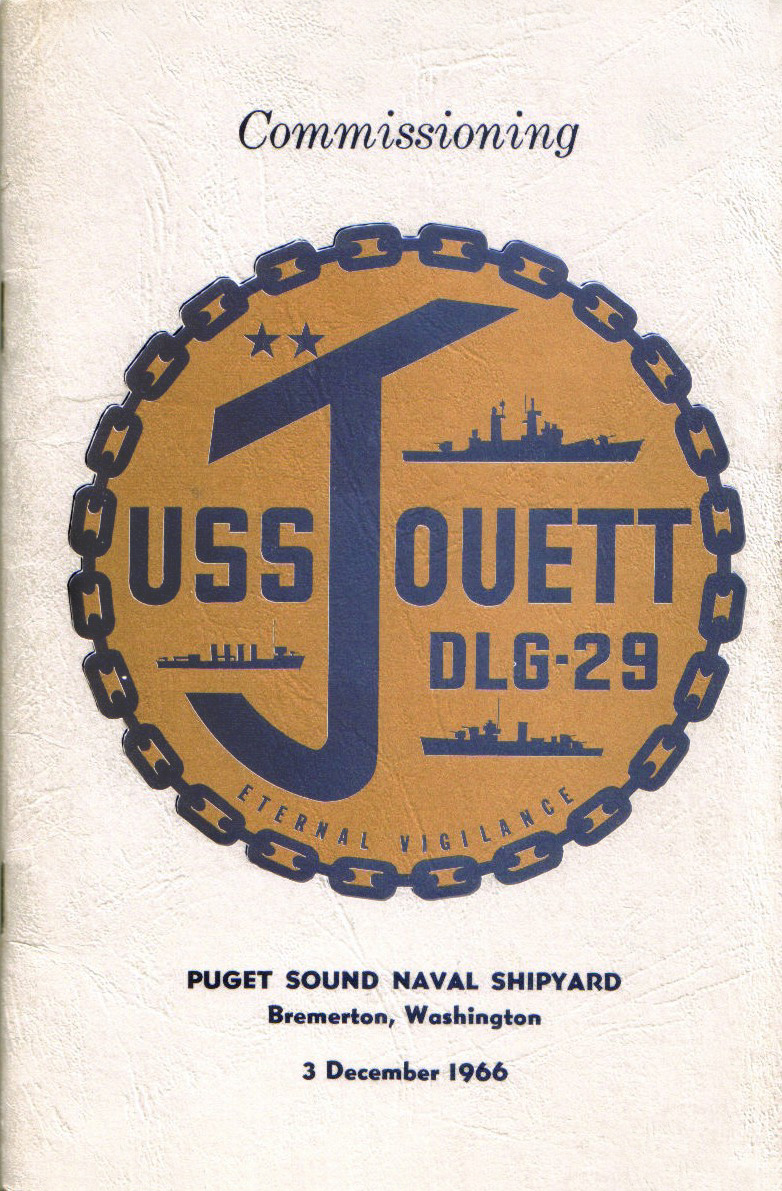 Commissioning
USS JOUETT
DLG-29
ETERNAL VIGILANCE
PUGET SOUND NAVAL SHIPYARD
Bremerton, Washington
3 December 1966